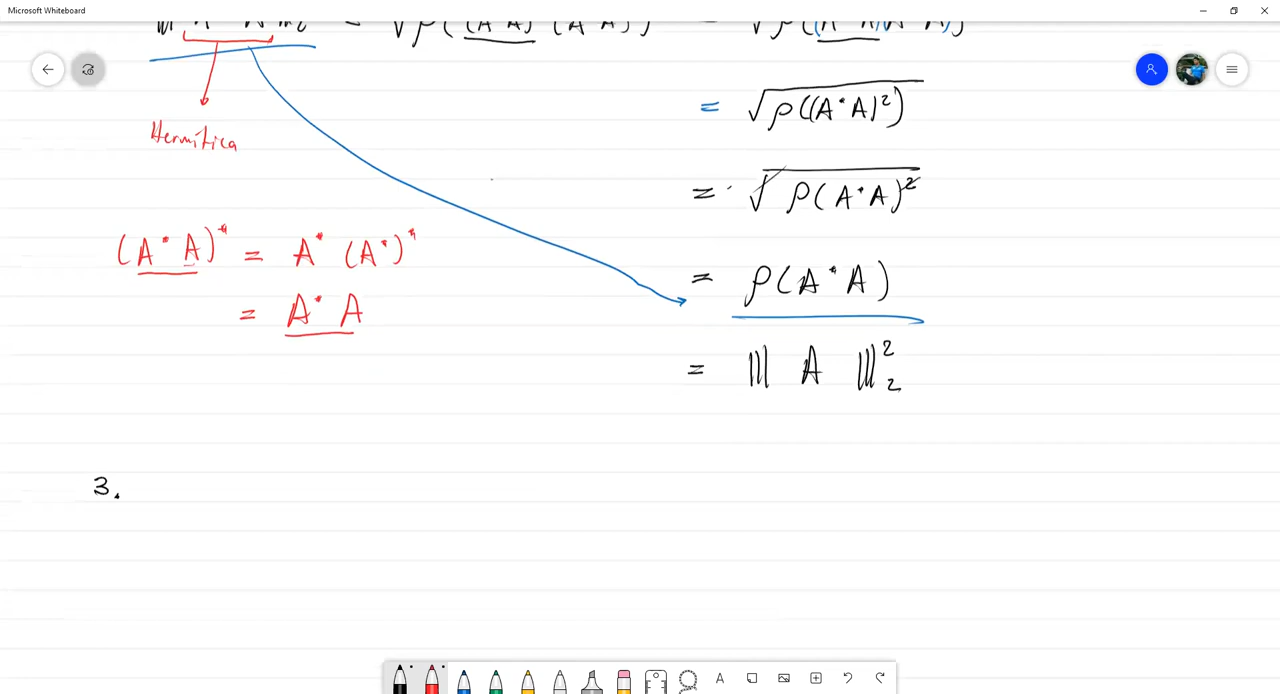 Microsoft Whiteboard
= √ρ((A*A)²)
Hermítica
= √ρ(A*A)²
(A*A)* = A*(A*)*
= ρ(A*A)
= A*A
= ||| A |||²₂
3.